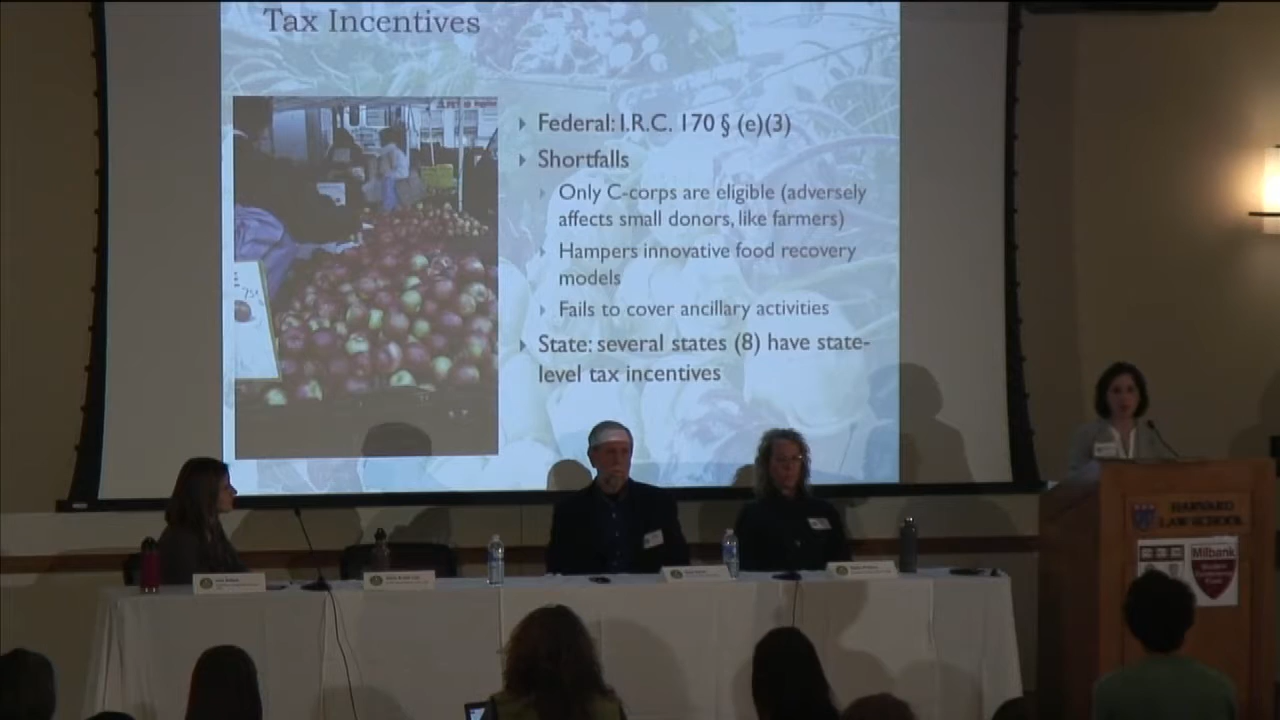 Tax Incentives
Federal: I.R.C. 170 § (e)(3)
Shortfalls
Only C-corps are eligible (adversely
affects small donors, like farmers)
Hampers innovative food recovery
models
Fails to cover ancillary activities
State: several states (8) have state-
level tax incentives
HARVARD
LAW SCHOOL
Milbank